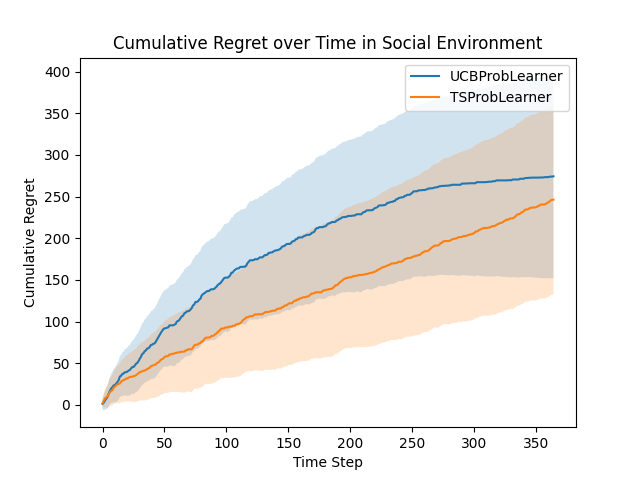 Cumulative Regret over Time in Social Environment
UCBProbLearner
TSProbLearner
Cumulative Regret
400
350
300
250
200
150
100
50
0
0 50 100 150 200 250 300 350
Time Step